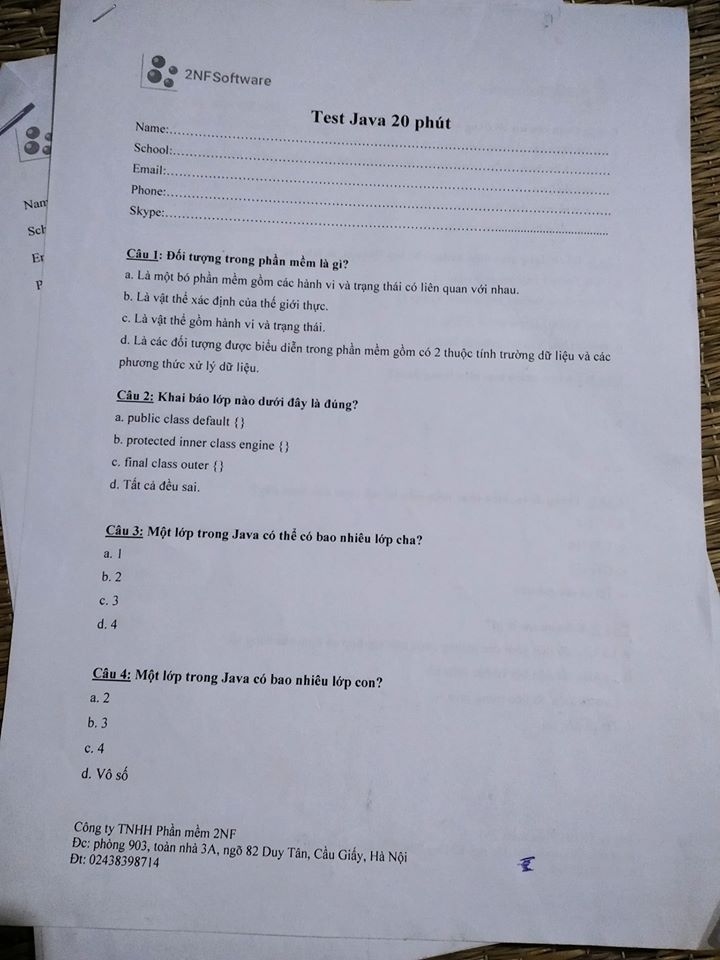 2NFSoftware
Test Java 20 phút
Name:
School:
Email:
Phone:
Skype:
Câu 1: Đối tượng trong phần mềm là gì?
a. Là một bó phần mềm gồm các hành vi và trạng thái có liên quan với nhau.
b. Là vật thể xác định của thế giới thực.
c. Là vật thể gồm hành vi và trạng thái.
d. Là các đối tượng được biểu diễn trong phần mềm gồm có 2 thuộc tính trường dữ liệu và các
phương thức xử lý dữ liệu.
Câu 2: Khai báo lớp nào dưới đây là đúng?
a. public class default {}
b. protected inner class engine {}
c. final class outer {}
d. Tất cả đều sai.
Câu 3: Một lớp trong Java có thể có bao nhiêu lớp cha?
a. 1
b. 2
c. 3
d. 4
Câu 4: Một lớp trong Java có bao nhiêu lớp con?
a. 2
b. 3
c. 4
d. Vô số
Công ty TNHH Phần mềm 2NF
Đc: phòng 903, toàn nhà 3A, ngõ 82 Duy Tân, Cầu Giấy, Hà Nội
Đt: 02438398714